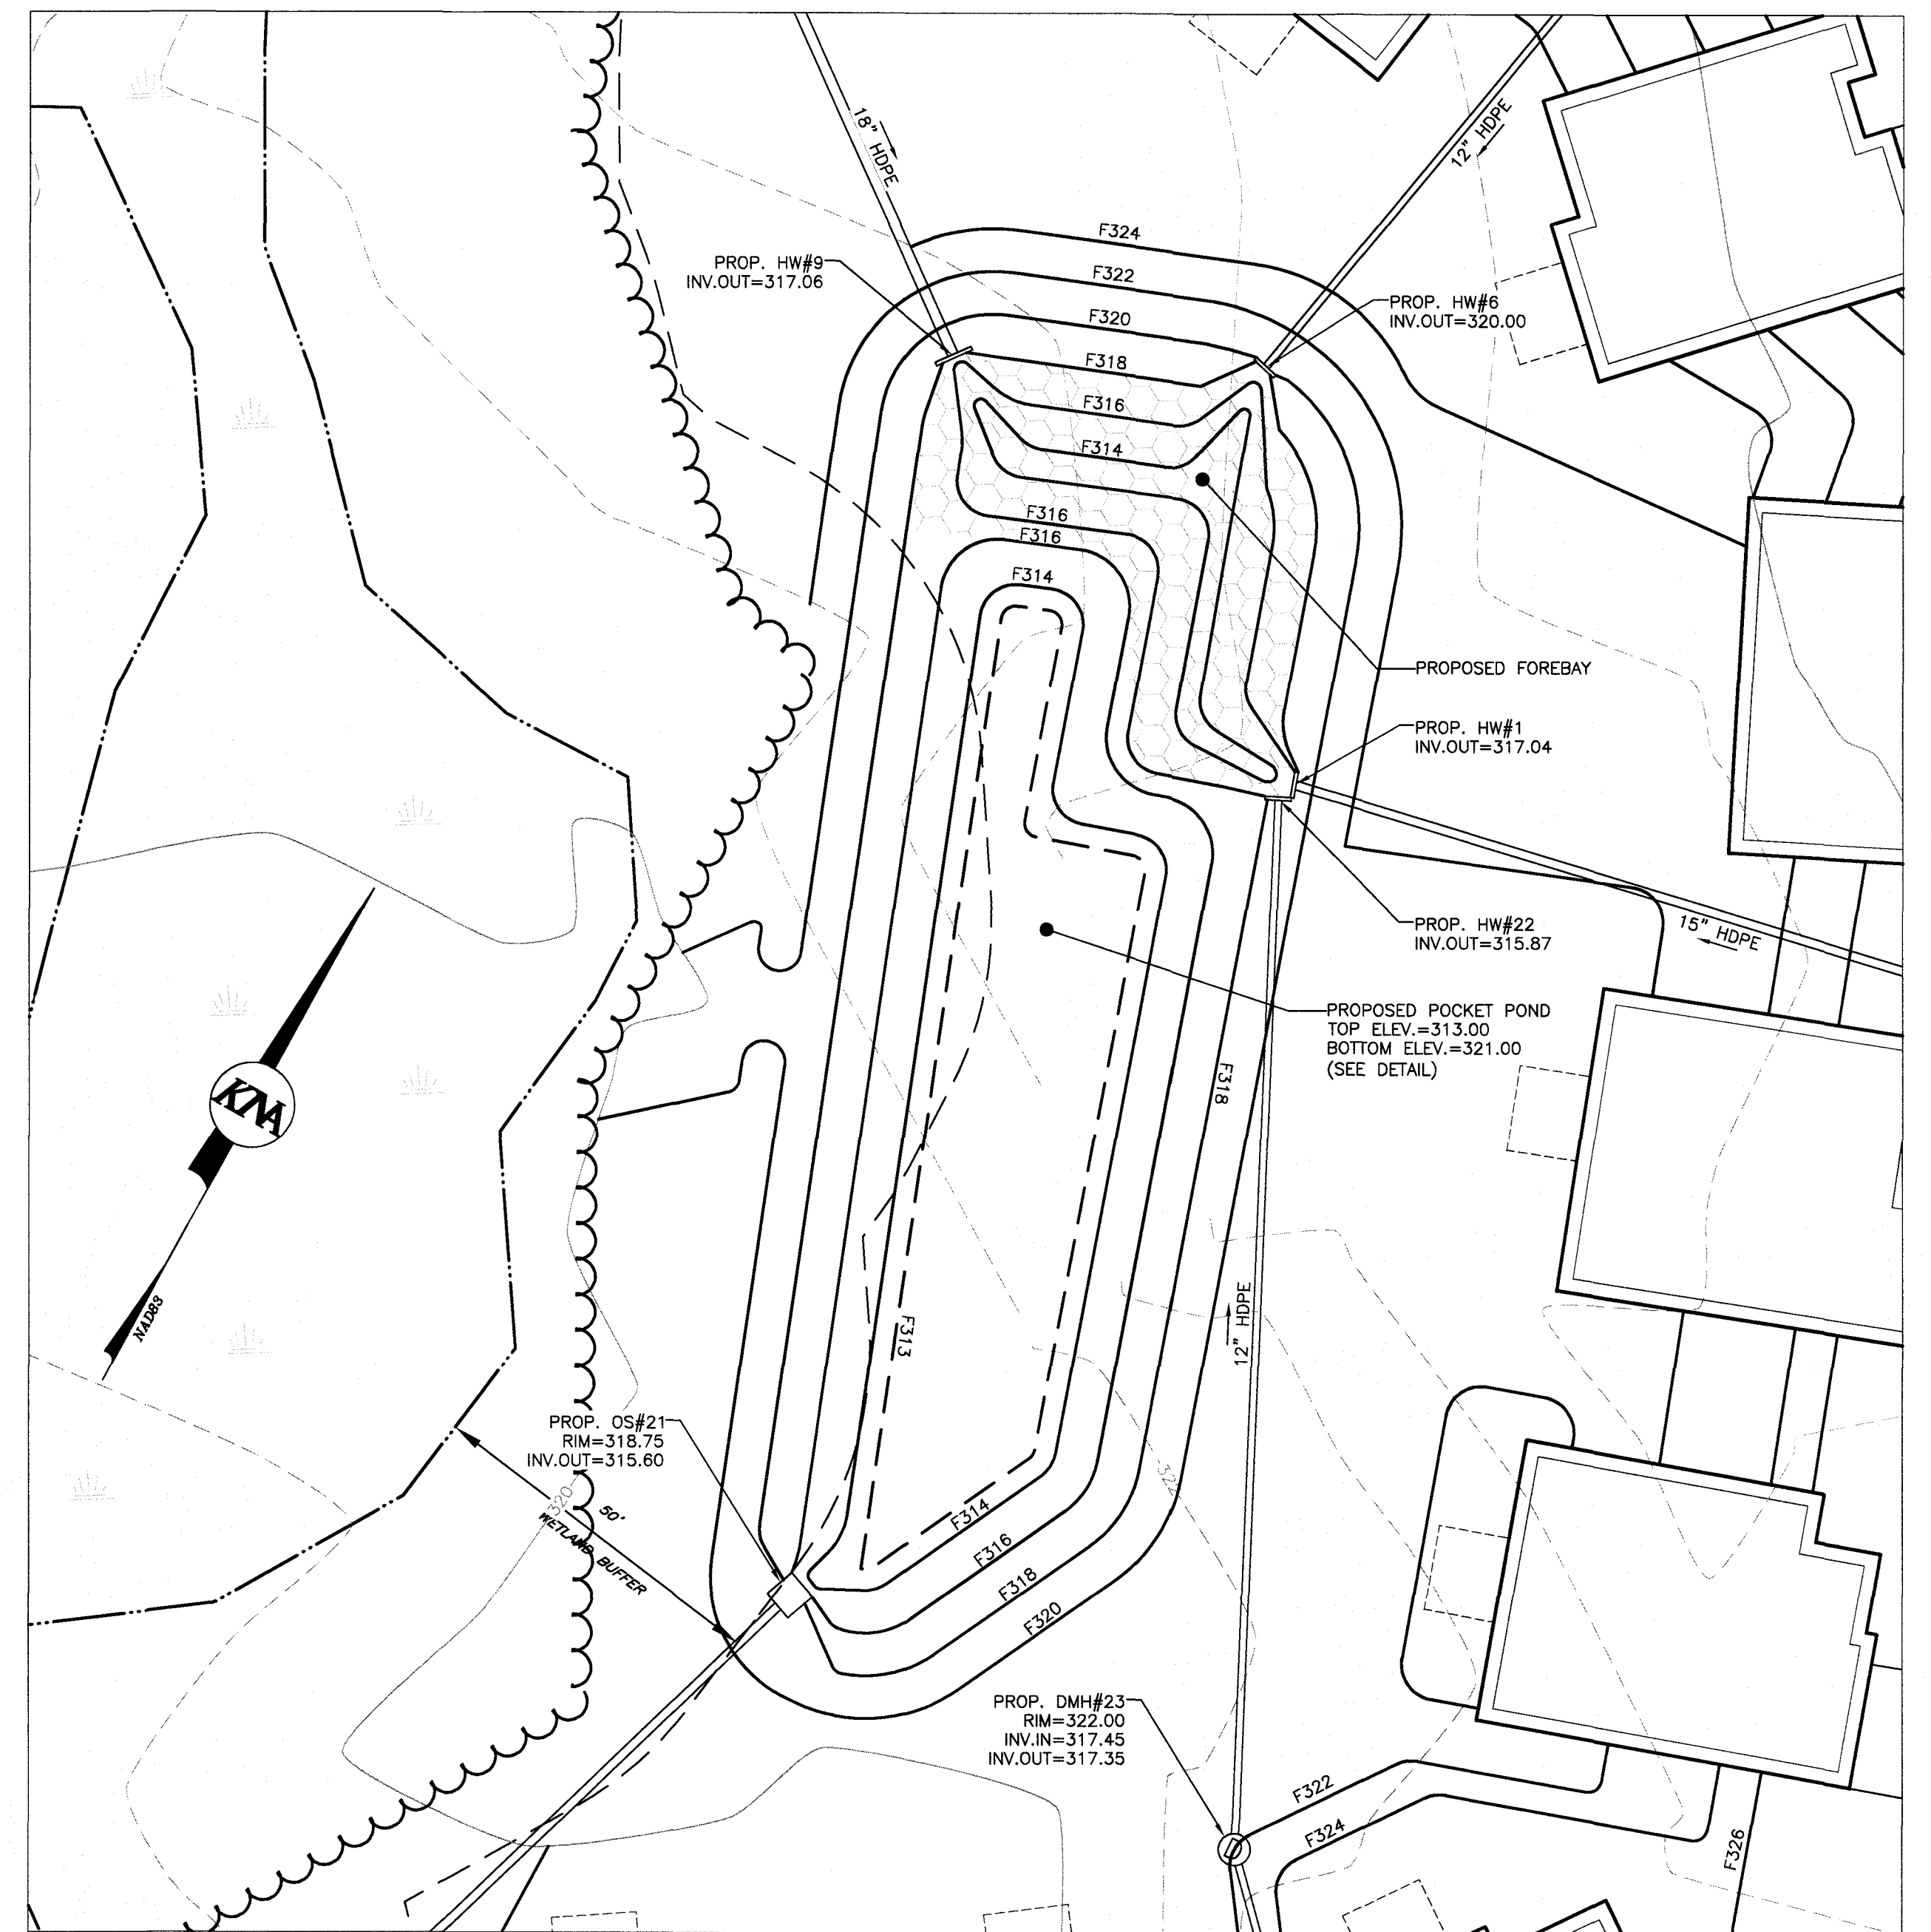 18" HDPE
12" HDPE
F324
PROP. HW#9
INV.OUT=317.06
F322
PROP. HW#6
INV.OUT=320.00
F320
F318
F316
F314
F316
F316
F314
PROPOSED FOREBAY
PROP. HW#1
INV.OUT=317.04
PROP. HW#22
INV.OUT=315.87
15" HDPE
PROPOSED POCKET POND
TOP ELEV.=313.00
BOTTOM ELEV.=321.00
(SEE DETAIL)
F318
KNA
NAD83
12" HDPE
F313
PROP. OS#21
RIM=318.75
INV.OUT=315.60
320
50'
WETLAND BUFFER
322
F314
F316
F318
F320
PROP. DMH#23
RIM=322.00
INV.IN=317.45
INV.OUT=317.35
F322
F324
F326